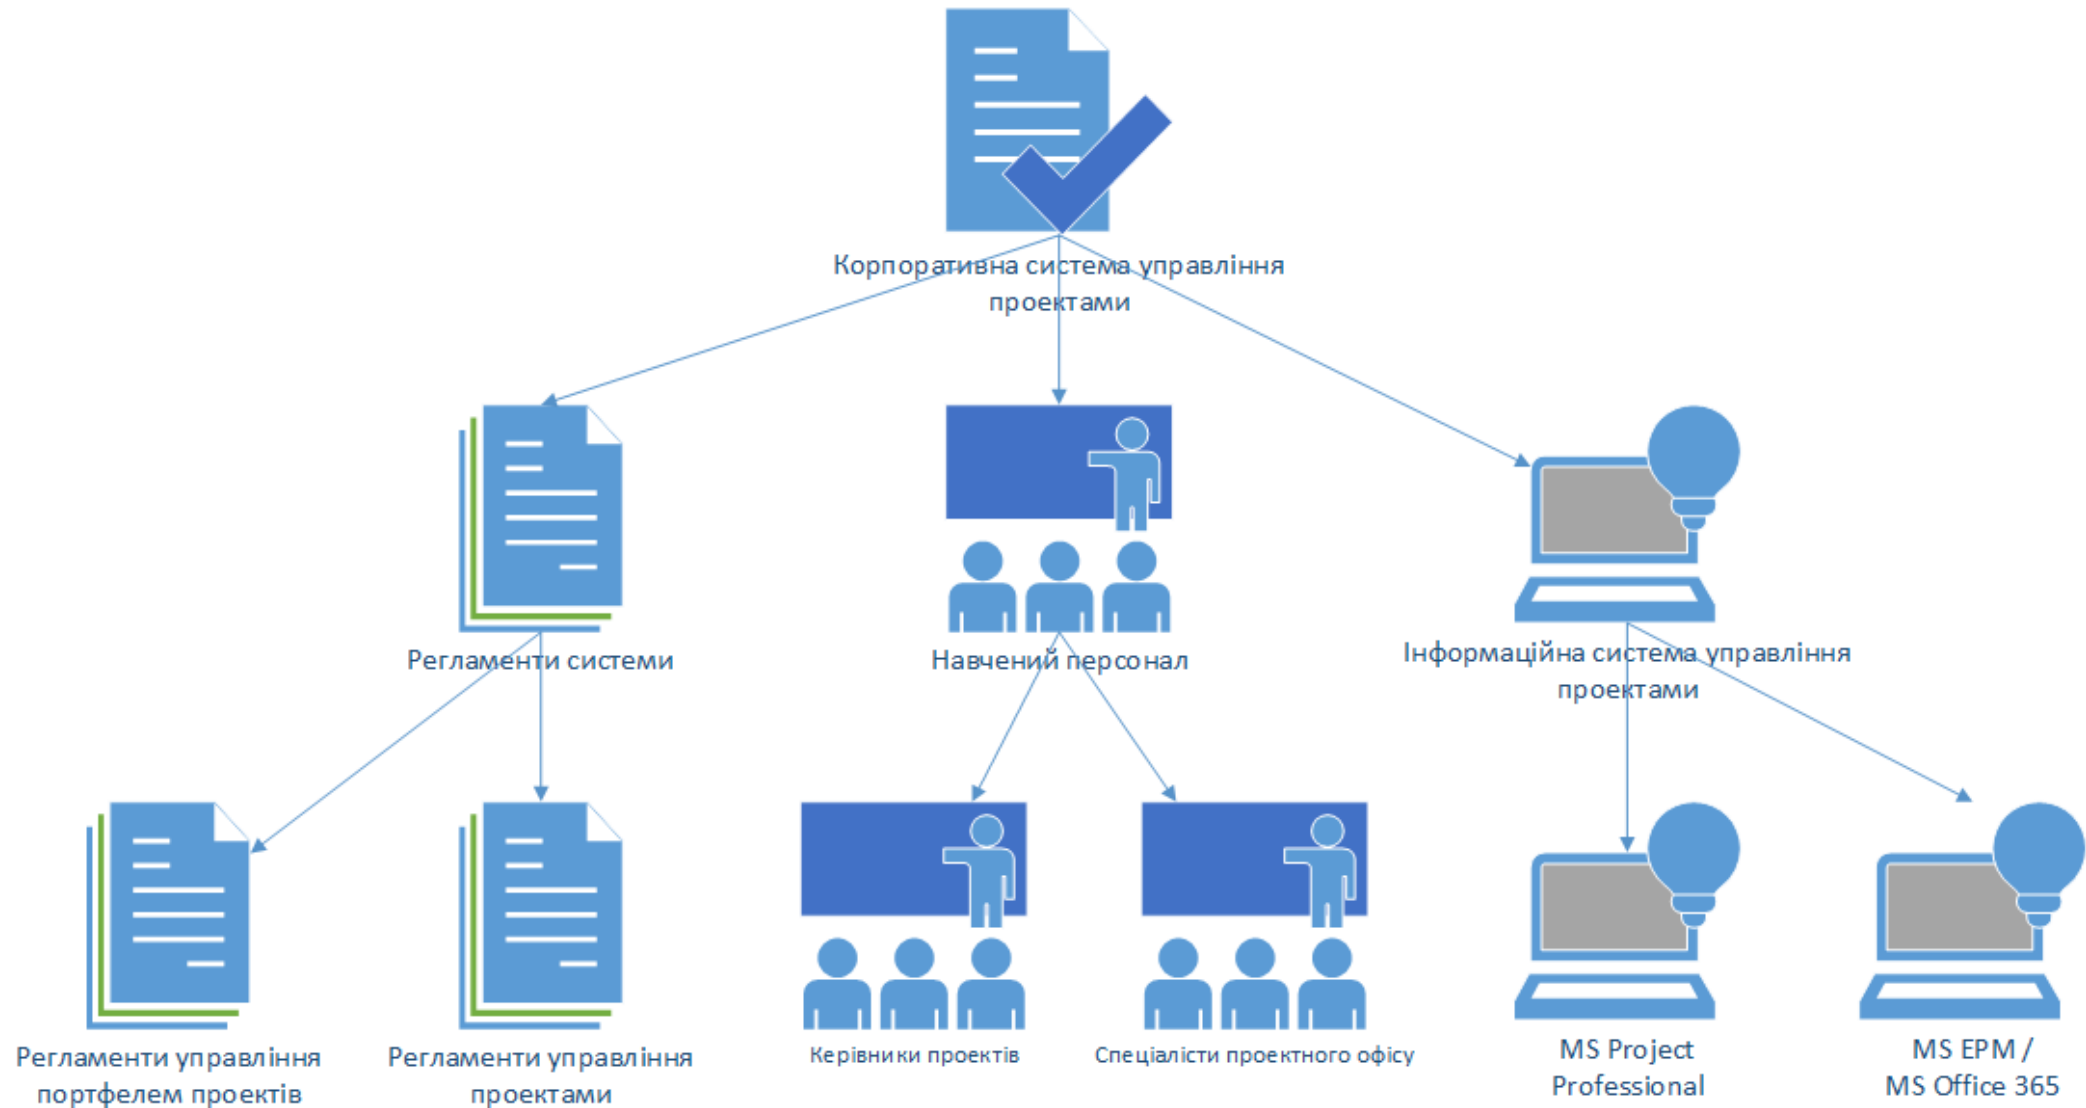 Корпоративна система управління
проектами
Регламенти системи
Навчений персонал
Інформаційна система управління
проектами
Регламенти управління
портфелем проектів
Регламенти управління
проектами
Керівники проектів
Спеціалісти проектного офісу
MS Project
Professional
MS EPM /
MS Office 365